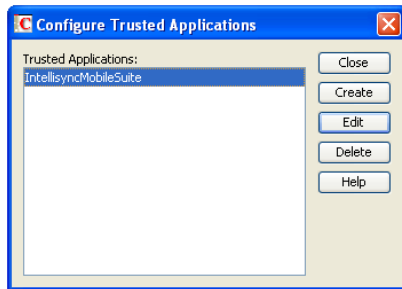 Configure Trusted Applications
Trusted Applications:
IntellisyncMobileSuite
Close
Create
Edit
Delete
Help